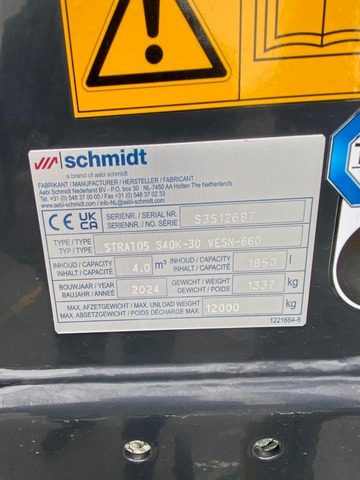 schmidt
a brand of aebi schmidt
FABRIKANT / MANUFACTURER / HERSTELLER / FABRICANT :
Aebi Schmidt Nederland BV - P.O. box 30 NL-7450 AA Holten The Netherlands
Tel. +31 (0) 548 37 00 00 / Fax +31 (0) 548 37 03 33
www.aebi-schmidt.com / info-NL@aebi-schmidt.com
CE UK CA
SERIENR. / SERIAL NR.
SERIENNR. / NO DE SÉRIE
S3S12687
TYPE / TYPE
TYP / TYPE
STRATOS S40K-30 VESN-660
INHOUD / CAPACITY
INHALT / CAPACITÉ
4.0 m³
INHOUD / CAPACITY
INHALT / CAPACITÉ
1850 l
BOUWJAAR / YEAR
BAUJAHR / ANNÉE
2024
GEWICHT / WEIGHT
GEWICHT / POIDS
1337 kg
MAX. AFZETGEWICHT / MAX. UNLOAD WEIGHT
MAX. ABSETZGEWICHT / POIDS DÉCHARGE MAX.
12000 kg
1221664-8